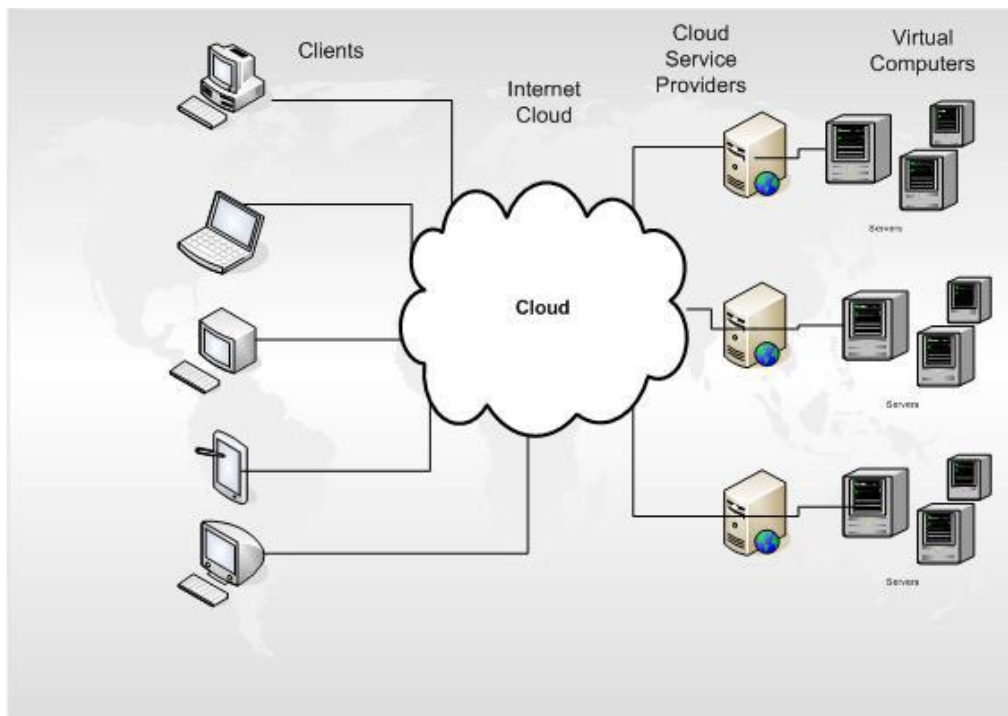 Clients
Internet
Cloud
Cloud
Service
Providers
Virtual
Computers
Cloud
Servers
Servers
Servers